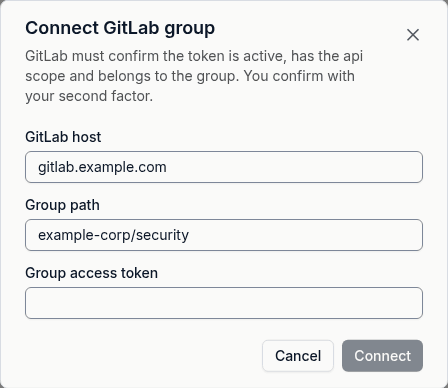 Connect GitLab group
GitLab must confirm the token is active, has the api
scope and belongs to the group. You confirm with
your second factor.
GitLab host
gitlab.example.com
Group path
example-corp/security
Group access token
Cancel
Connect